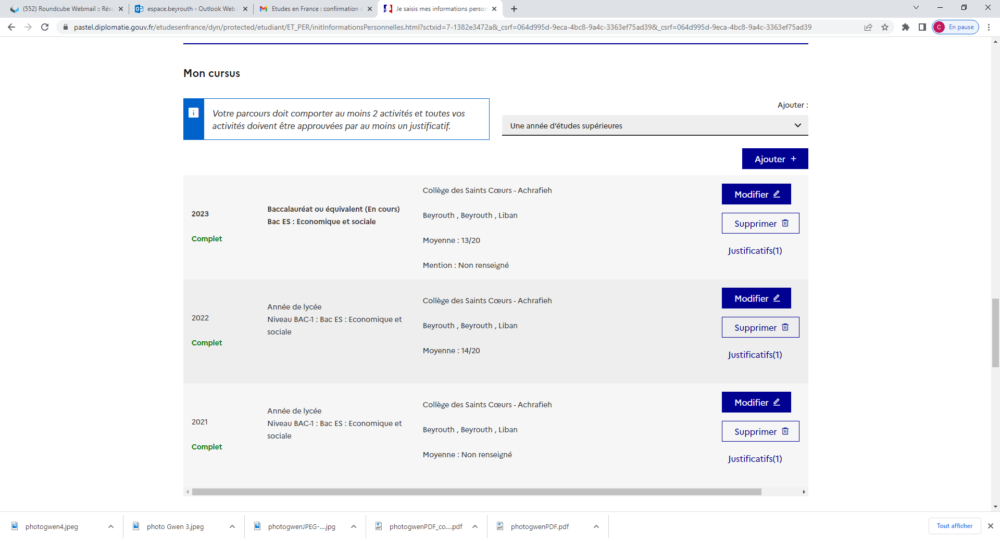 (552) Roundcube Webmail :: Résu
espace.beyrouth - Outlook Web A
Etudes en France : confirmation c
Je saisis mes informations person
pastel.diplomatie.gouv.fr/etudesenfrance/dyn/protected/etudiant/ET_PER/initInformationsPersonnelles.html?sctxid=7-1382e3472a&_csrf=064d995d-9eca-4bc8-9a4c-3363ef75ad39&_csrf=064d995d-9eca-4bc8-9a4c-3363ef75ad39
C
En pause
Mon cursus
Votre parcours doit comporter au moins 2 activités et toutes vos
activités doivent être approuvées par au moins un justificatif.
Ajouter :
Une année d'études supérieures
Ajouter +
2023
Complet
Baccalauréat ou équivalent (En cours)
Bac ES : Economique et sociale
Collège des Saints Cœurs - Achrafieh
Beyrouth , Beyrouth , Liban
Moyenne : 13/20
Mention : Non renseigné
Modifier
Supprimer
Justificatifs(1)
2022
Complet
Année de lycée
Niveau BAC-1 : Bac ES : Economique et
sociale
Collège des Saints Cœurs - Achrafieh
Beyrouth , Beyrouth , Liban
Moyenne : 14/20
Modifier
Supprimer
Justificatifs(1)
2021
Complet
Année de lycée
Niveau BAC-1 : Bac ES : Economique et
sociale
Collège des Saints Cœurs - Achrafieh
Beyrouth , Beyrouth , Liban
Moyenne : Non renseigné
Modifier
Supprimer
Justificatifs(1)
photogwen4.jpeg
photo Gwen 3.jpeg
photogwenJPEG-....jpg
photogwenPDF_co....pdf
photogwenPDF.pdf
Tout afficher